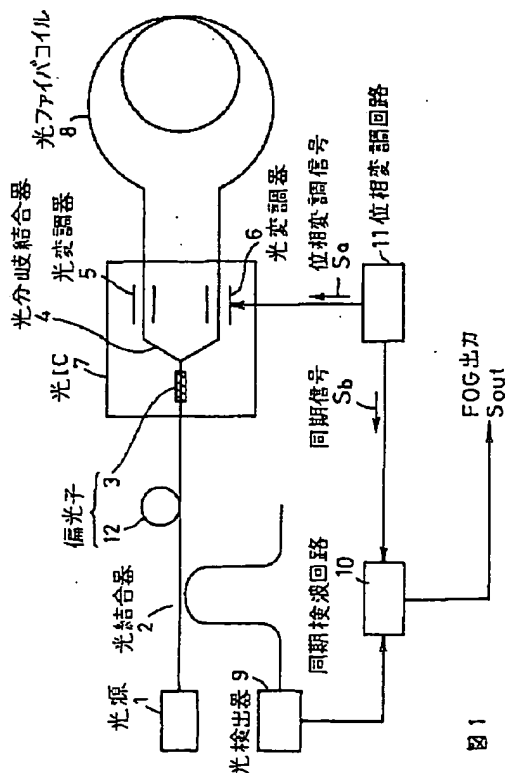 光源
1
光結合器
2
偏光子
12
3
光IC
7
光分岐結合器
4
光変調器
5
光ファイバコイル
8
光変調器
6
位相変調信号
Sa
11位相変調回路
同期信号
Sb
同期検波回路
10
光検出器 9
FOG出力
Sout
図1